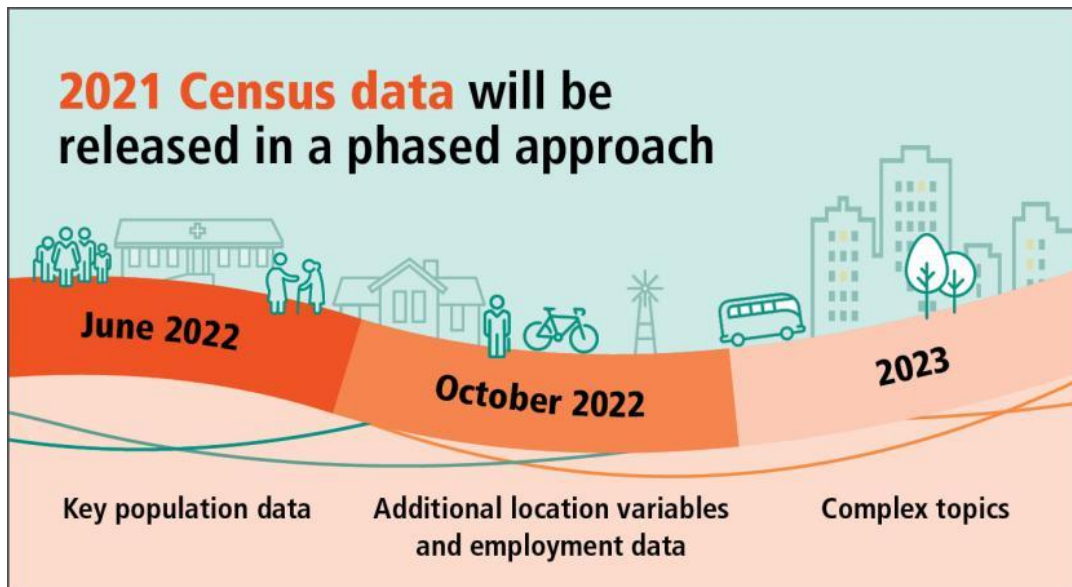 2021 Census data will be
released in a phased approach
June 2022
October 2022
2023
Key population data
Additional location variables
and employment data
Complex topics